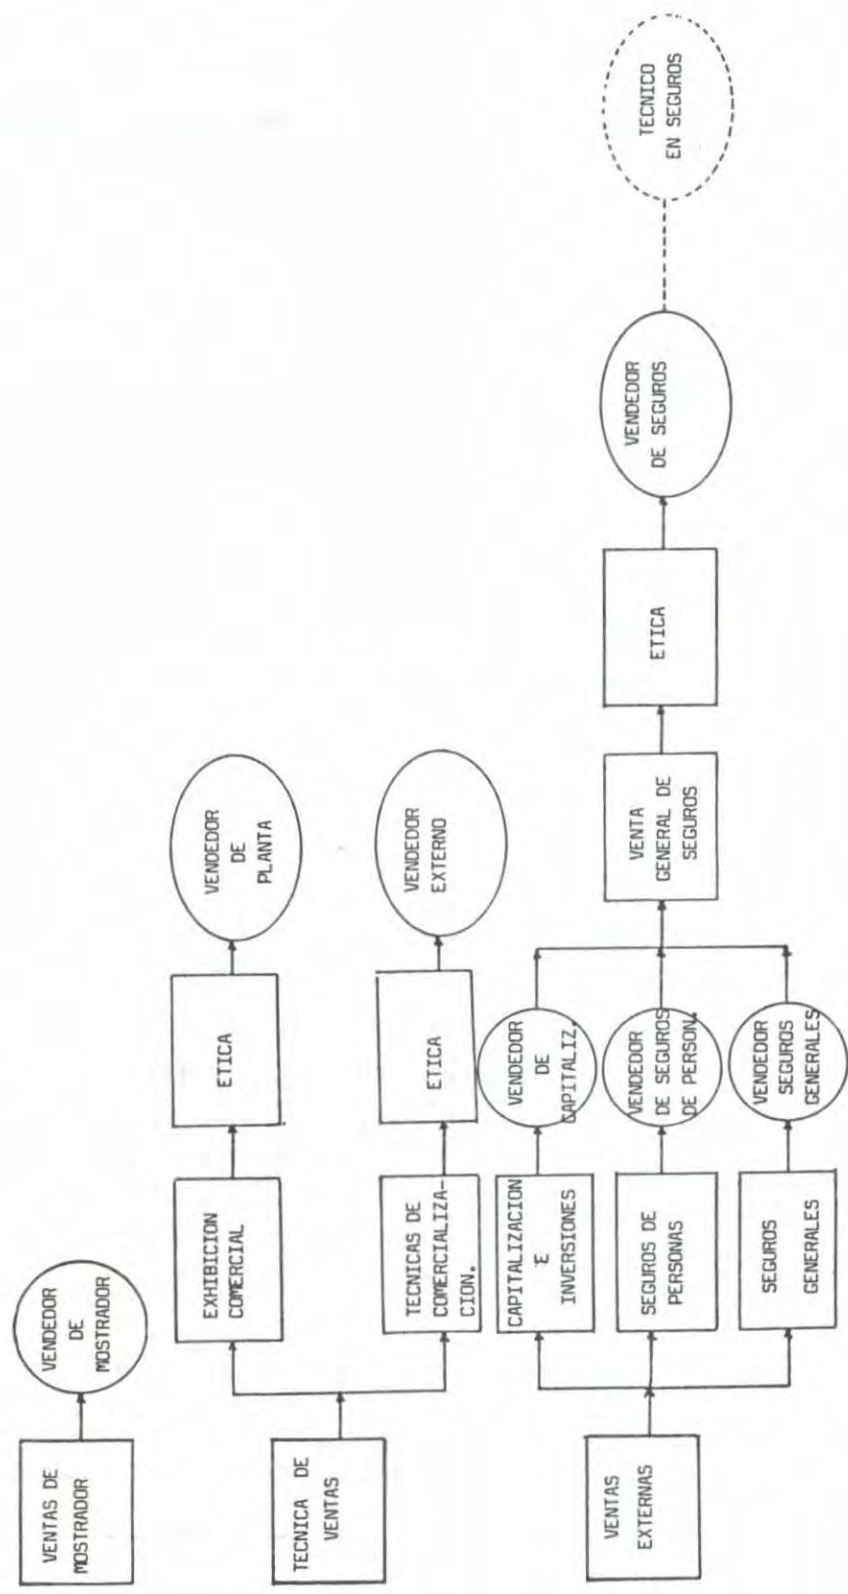 VENTAS DE
MOSTRADOR
VENDEDOR
DE
MOSTRADOR
TECNICA DE
VENTAS
EXHIBICION
COMERCIAL
ETICA
VENDEDOR
DE
PLANTA
TECNICAS DE
COMERCIALIZA-
CION.
ETICA
VENDEDOR
EXTERNO
VENTAS
EXTERNAS
CAPITALIZACION
E
INVERSIONES
VENDEDOR
DE
CAPITALIZ.
SEGUROS DE
PERSONAS
VENDEDOR
DE SEGUROS
DE PERSON.
SEGUROS
GENERALES
VENDEDOR
SEGUROS
GENERALES
VENTA
GENERAL DE
SEGUROS
ETICA
VENDEDOR
DE SEGUROS
TECNICO
EN SEGUROS